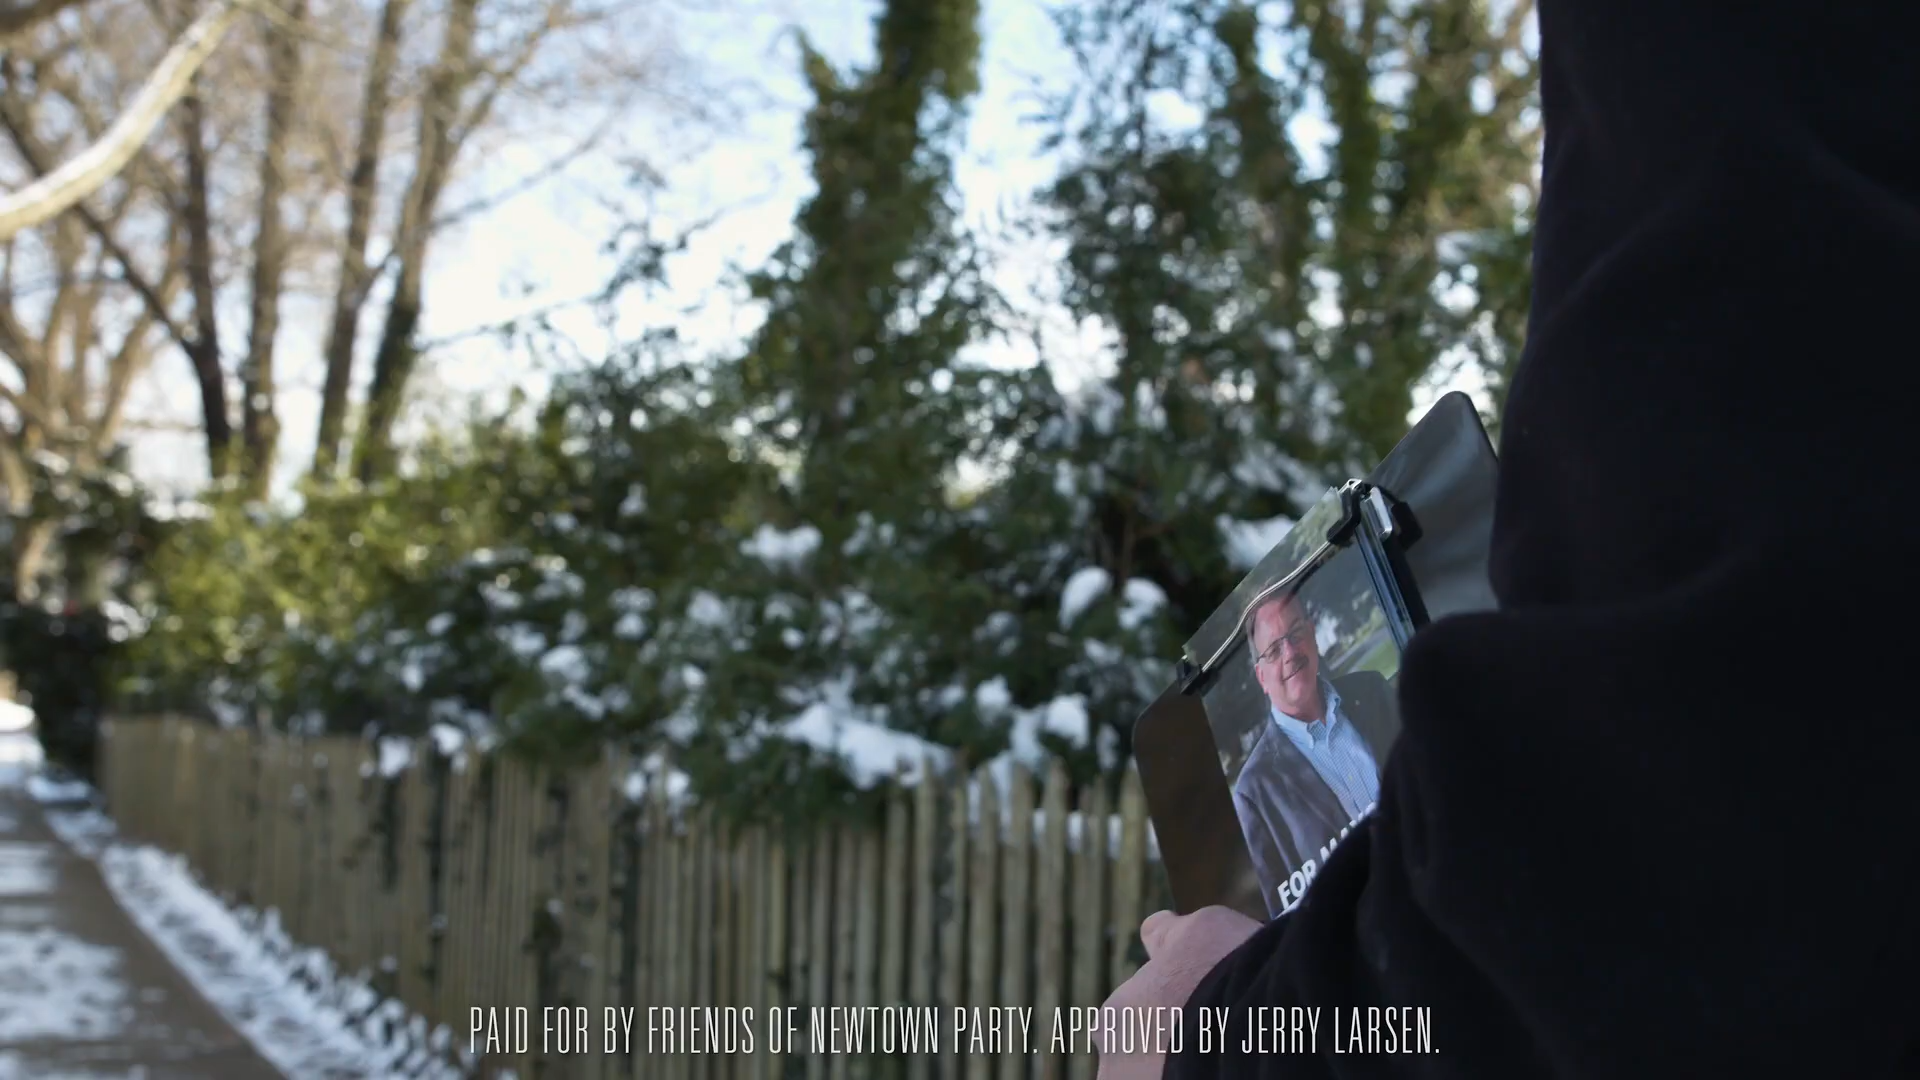 FOR
PAID FOR BY FRIENDS OF NEWTOWN PARTY. APPROVED BY JERRY LARSEN.